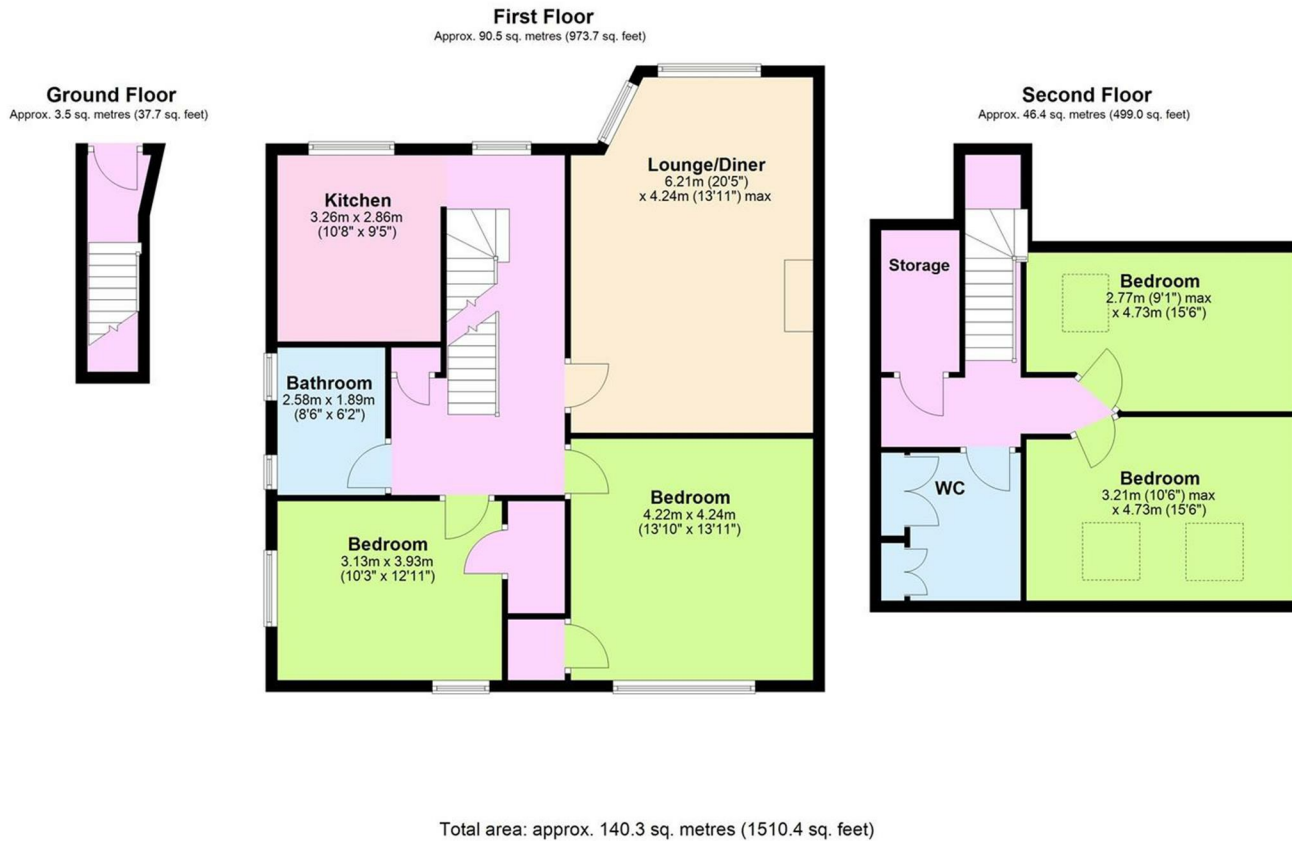 First Floor
Approx. 90.5 sq. metres (973.7 sq. feet)
Ground Floor
Approx. 3.5 sq. metres (37.7 sq. feet)
Second Floor
Approx. 46.4 sq. metres (499.0 sq. feet)
Kitchen
3.26m x 2.86m
(10'8" x 9'5")
Lounge/Diner
6.21m (20'5")
x 4.24m (13'11") max
Bathroom
2.58m x 1.89m
(8'6" x 6'2")
Bedroom
3.13m x 3.93m
(10'3" x 12'11")
Bedroom
4.22m x 4.24m
(13'10" x 13'11")
Storage
Bedroom
2.77m (9'1") max
x 4.73m (15'6")
WC
Bedroom
3.21m (10'6") max
x 4.73m (15'6")
Total area: approx. 140.3 sq. metres (1510.4 sq. feet)